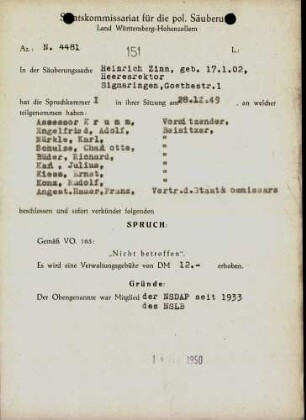 Staatskommissariat für die pol. Säuberung
Land Württemberg-Hohenzollern
Az.: N. 4481
151
L.:
In der Säuberungssache Heinrich Zinn, geb. 17.1.02,
Heeresrektor
Sigmaringen, Goethestr.1
hat die Spruchkammer I in ihrer Sitzung am 28.12.49, an welcher
teilgenommen haben:
Assessor Krumm, Vorsitzender,
Engelfried, Adolf, Beisitzer,
Nürkle, Karl, "
Schulze, Charlotte, "
Büder, Richard, "
Julius, "
Kiess, Ernst, "
Konz, Rudolf, "
Angest. Hauer, Franz, Vertr.d.Staatskommissars
beschlossen und sofort verkündet folgenden
SPRUCH:
Gemäß VO. 165:
„Nicht betroffen".
Es wird eine Verwaltungsgebühr von DM 12.- erhoben.
Gründe:
Der Obengenannte war Mitglied der NSDAP seit 1933
des NSLB
1950